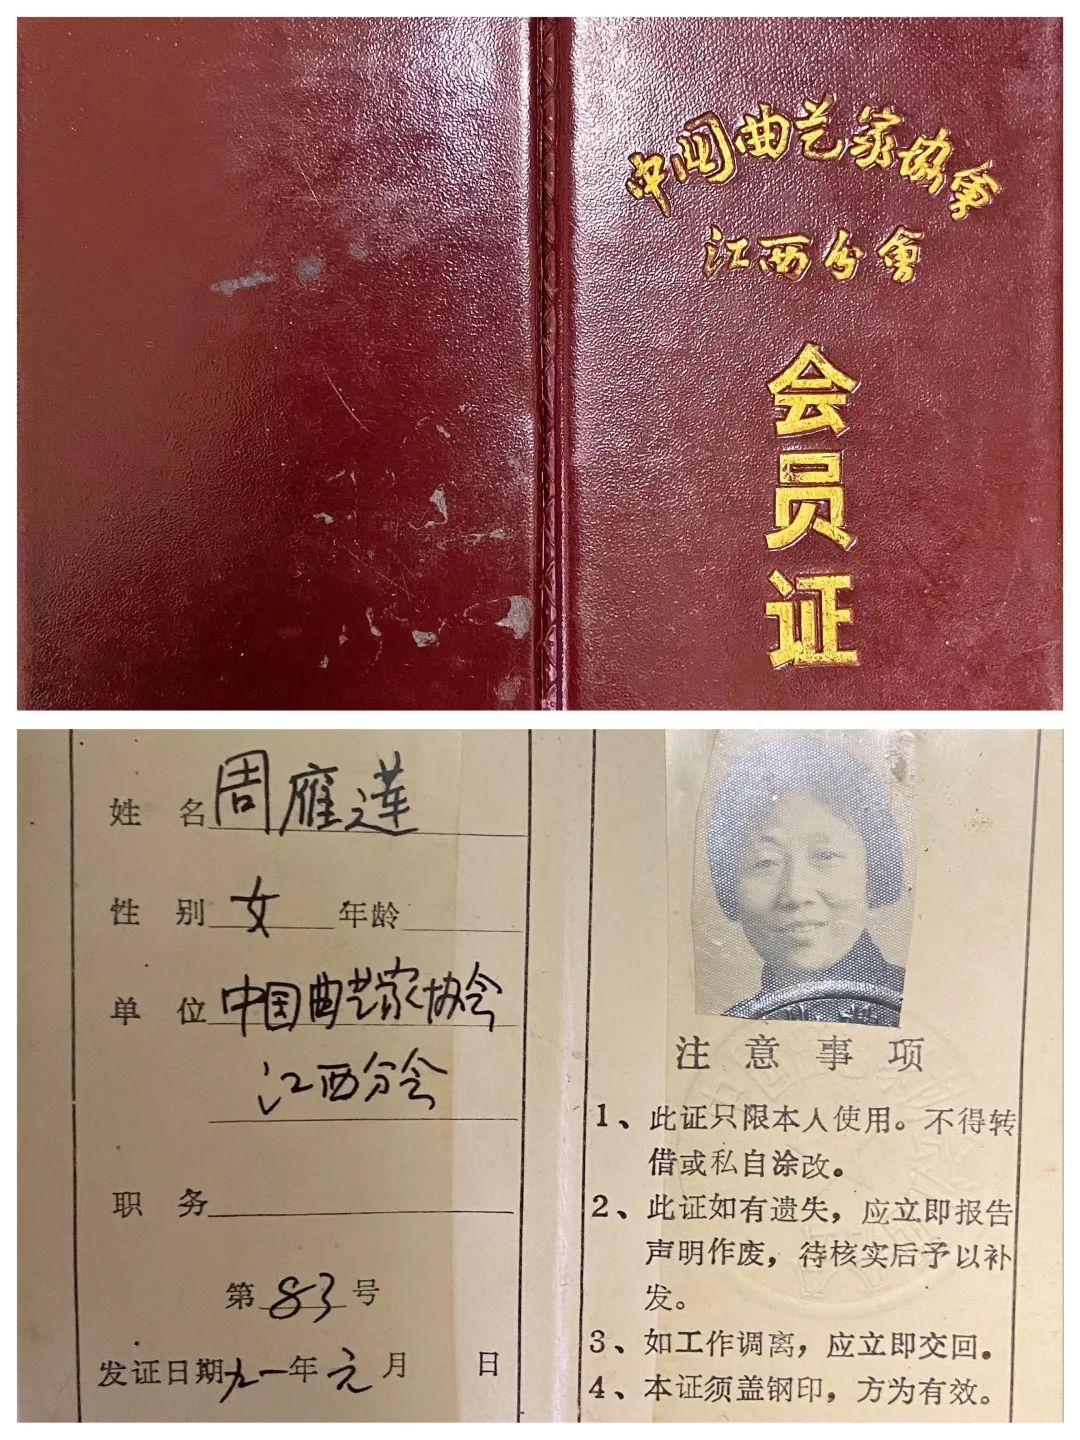 中国曲艺家协会
江西分會
会员证
姓 名 周雁莲
性 别 女 年龄
单 位 中国曲艺家协会
江西分会
职 务
第 83 号
发证日期 九一 年 元 月 日
注意事项
1、此证只限本人使用。不得转
借或私自涂改。
2、此证如有遗失，应立即报告
声明作废，待核实后予以补
发。
3、如工作调离，应立即交回。
4、本证须盖钢印，方为有效。